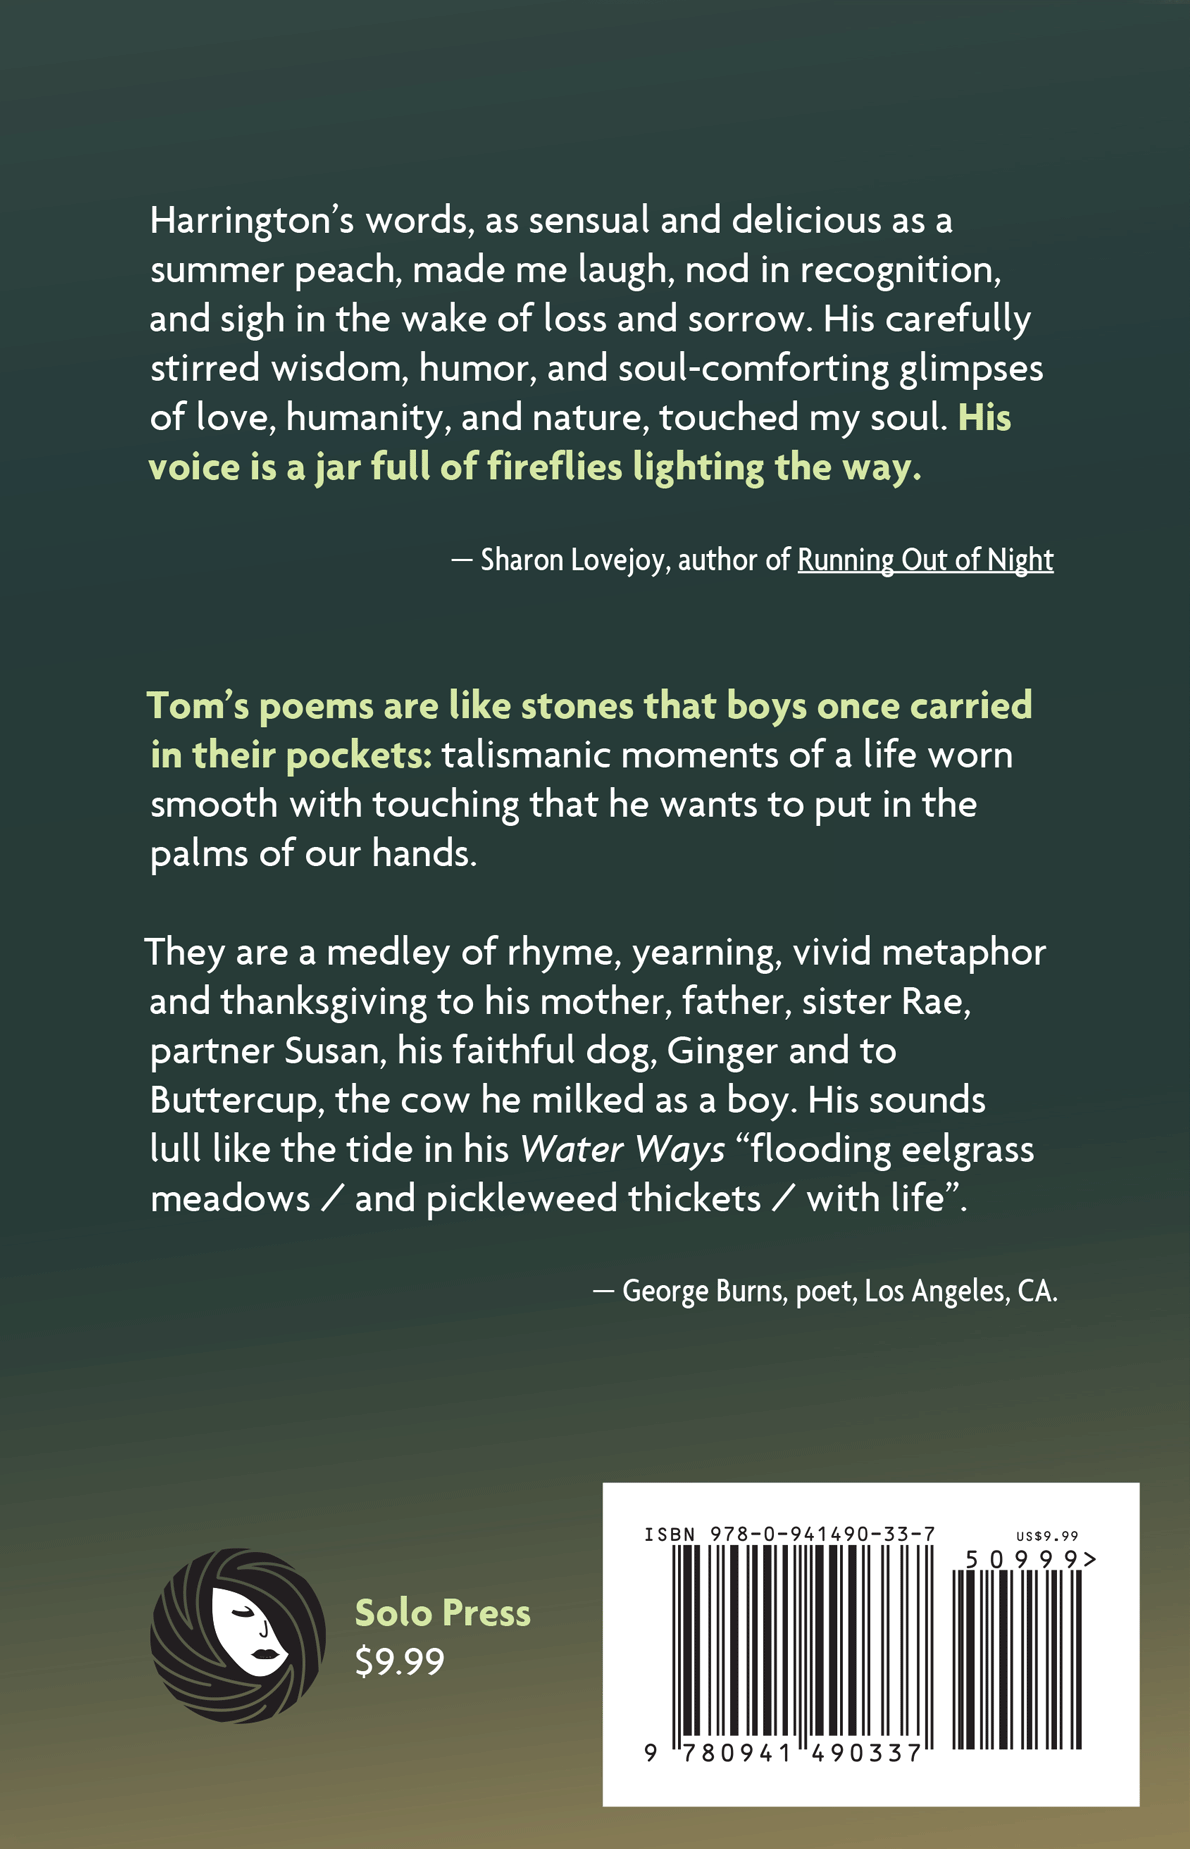 Harrington’s words, as sensual and delicious as a
summer peach, made me laugh, nod in recognition,
and sigh in the wake of loss and sorrow. His carefully
stirred wisdom, humor, and soul-comforting glimpses
of love, humanity, and nature, touched my soul. His
voice is a jar full of fireflies lighting the way.
— Sharon Lovejoy, author of Running Out of Night
Tom’s poems are like stones that boys once carried
in their pockets: talismanic moments of a life worn
smooth with touching that he wants to put in the
palms of our hands.
They are a medley of rhyme, yearning, vivid metaphor
and thanksgiving to his mother, father, sister Rae,
partner Susan, his faithful dog, Ginger and to
Buttercup, the cow he milked as a boy. His sounds
lull like the tide in his Water Ways “flooding eelgrass
meadows / and pickleweed thickets / with life”.
— George Burns, poet, Los Angeles, CA.
Solo Press
$9.99
ISBN 978-0-941490-33-7
US$9.99
50999>
9 780941 490337